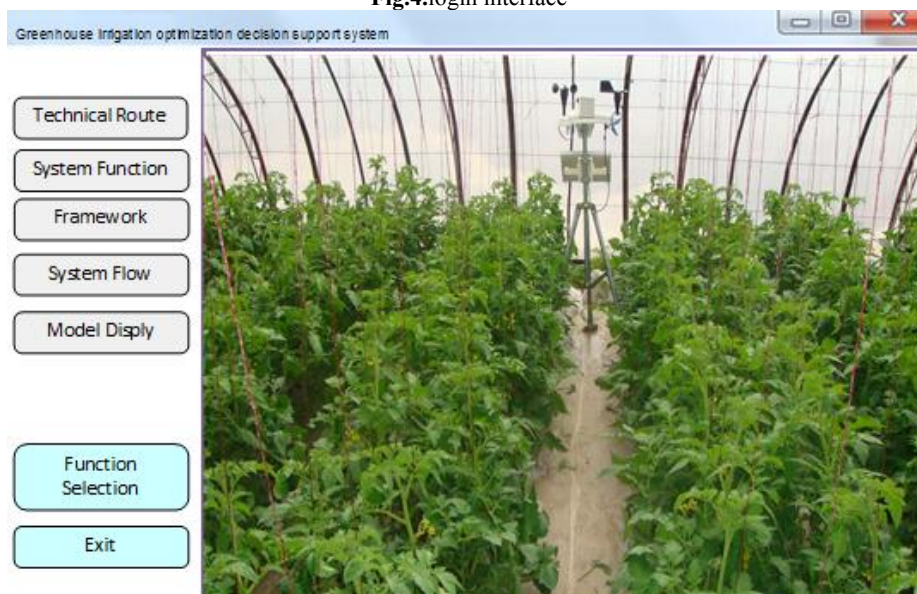 Fig.4.login interface
Greenhouse Irrigation optimization decision support system
Technical Route
System Function
Framework
System Flow
Model Disply
Function
Selection
Exit